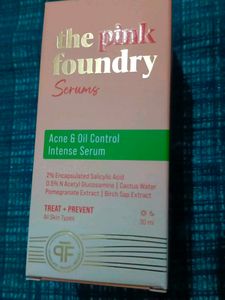 the pink
foundry
Serums
Acne & Oil Control
Intense Serum
2% Encapsulated Salicylic Acid
0.5% N Acetyl Glucosamine | Cactus Water
Pomegranate Extract | Birch Sap Extract
TREAT + PREVENT
All Skin Types
30 ml